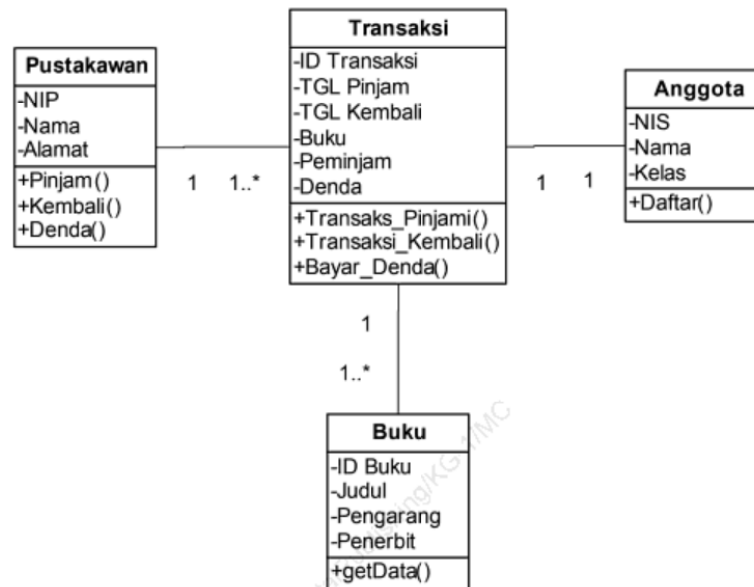 Transaksi
-ID Transaksi
-TGL Pinjam
-TGL Kembali
-Buku
-Peminjam
-Denda
+Transaks_Pinjami()
+Transaksi_Kembali()
+Bayar_Denda()
Pustakawan
-NIP
-Nama
-Alamat
+Pinjam()
+Kembali()
+Denda()
1
1..*
Anggota
-NIS
-Nama
-Kelas
+Daftar()
1
1
1
1..*
Buku
-ID Buku
-Judul
-Pengarang
-Penerbit
+getData()